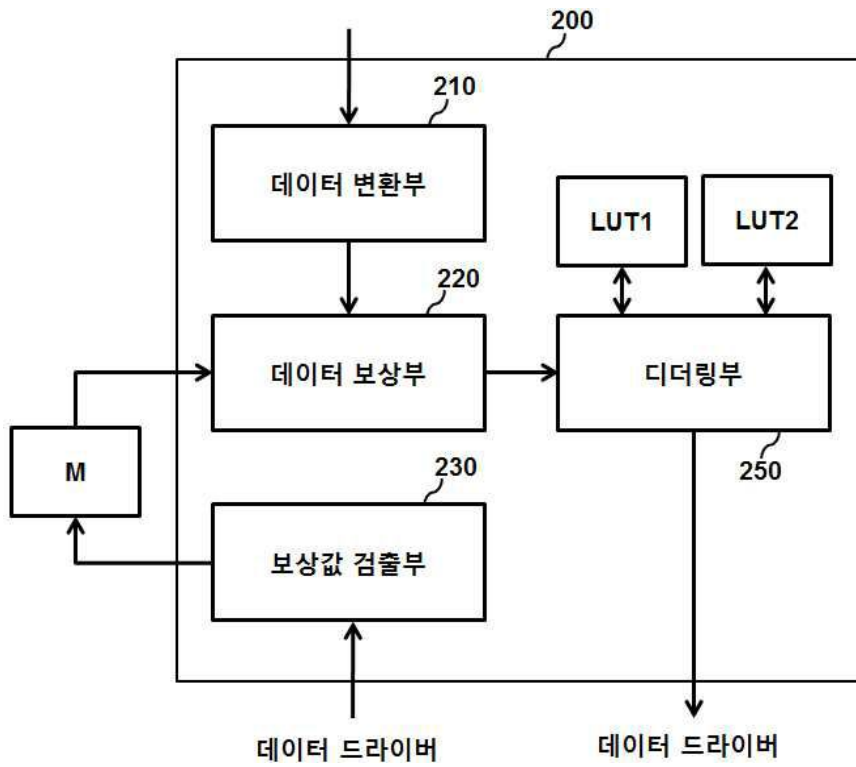 200
210
데이터 변환부
LUT1
LUT2
220
데이터 보상부
디더링부
M
230
250
보상값 검출부
데이터 드라이버
데이터 드라이버